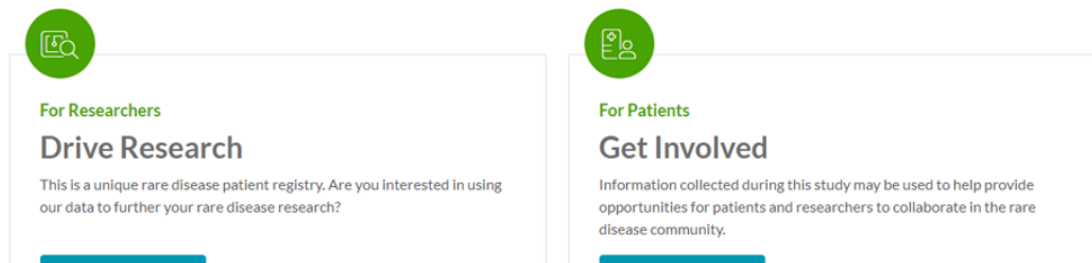 For Researchers
Drive Research
This is a unique rare disease patient registry. Are you interested in using
our data to further your rare disease research?
For Patients
Get Involved
Information collected during this study may be used to help provide
opportunities for patients and researchers to collaborate in the rare
disease community.